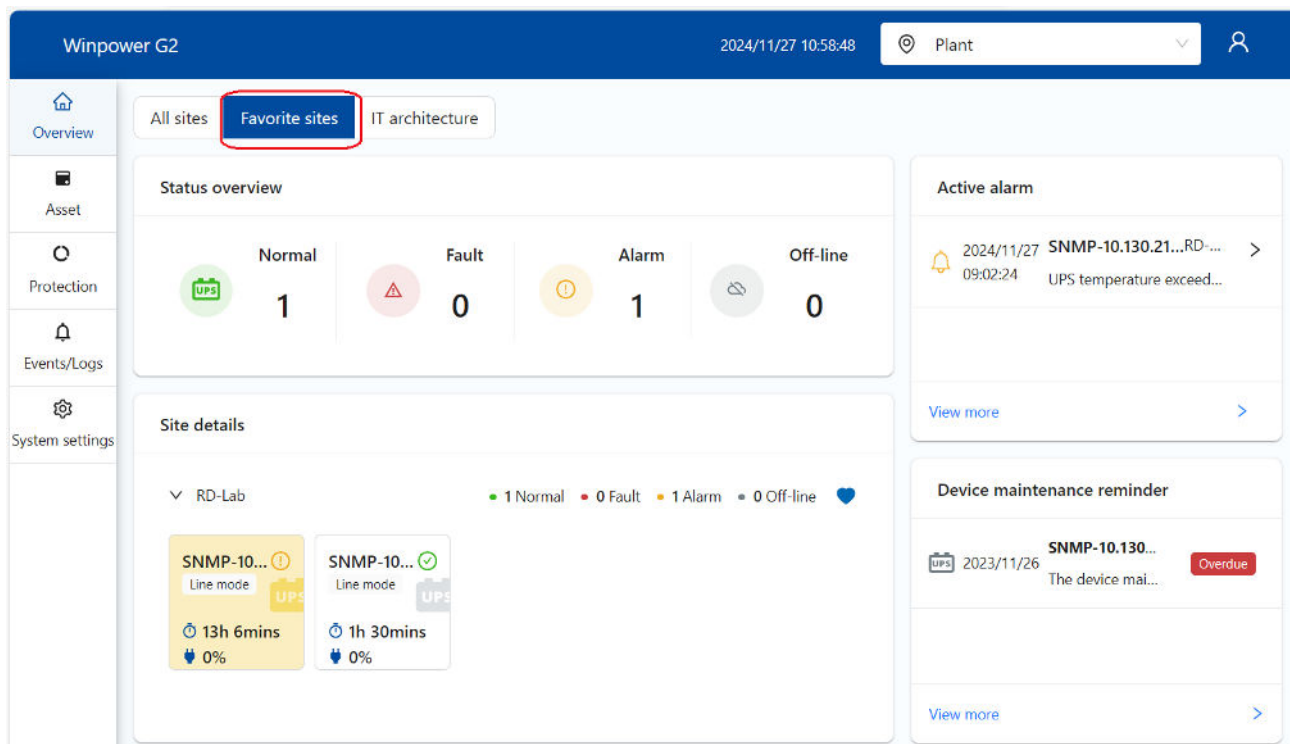 Winpower G2
2024/11/27 10:58:48
Plant
Overview
Asset
Protection
Events/Logs
System settings
All sites
Favorite sites
IT architecture
Status overview
Normal
1
Fault
0
Alarm
1
Off-line
0
UPS
Site details
RD-Lab
1 Normal
0 Fault
1 Alarm
0 Off-line
SNMP-10...
Line mode
UPS
13h 6mins
0%
SNMP-10...
Line mode
UPS
1h 30mins
0%
Active alarm
2024/11/27
09:02:24
SNMP-10.130.21...RD-...
UPS temperature exceed...
View more
Device maintenance reminder
UPS
2023/11/26
SNMP-10.130...
The device mai...
Overdue
View more